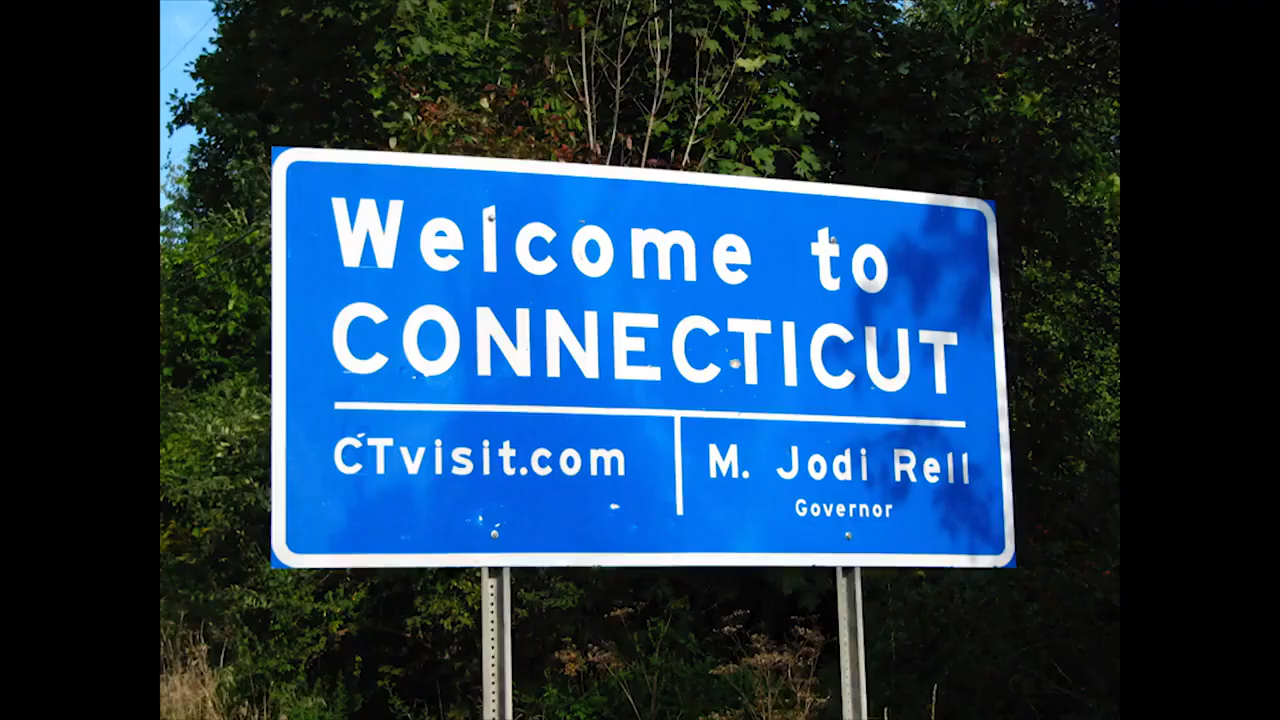 Welcome to
CONNECTICUT
CTvisit.com
M. Jodi Rell
Governor